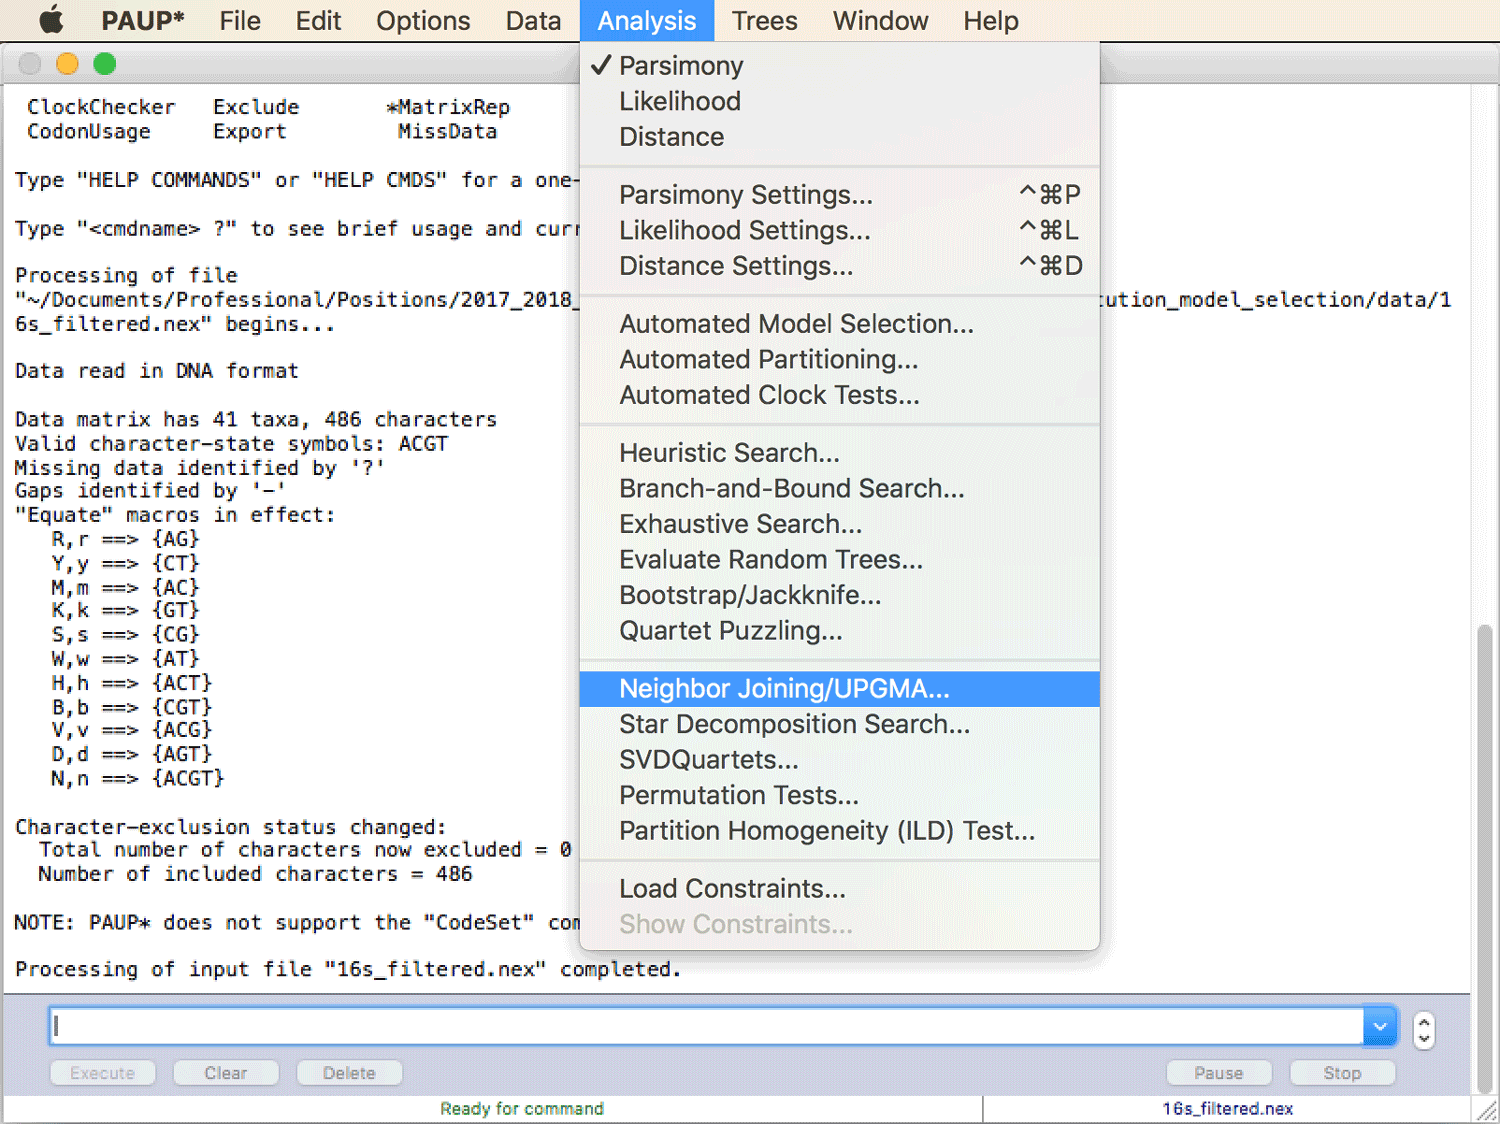 PAUP* File Edit Options Data Analysis Trees Window Help
ClockChecker Exclude *MatrixRep
CodonUsage Export MissData
Type "HELP COMMANDS" or "HELP CMDS" for a one-
Type "<cmdname> ?" to see brief usage and curr
Processing of file
"~/Documents/Professional/Positions/2017_2018_
ution_model_selection/data/1
6s_filtered.nex" begins...
Data read in DNA format
Data matrix has 41 taxa, 486 characters
Valid character-state symbols: ACGT
Missing data identified by '?'
Gaps identified by '-'
"Equate" macros in effect:
R,r ==> {AG}
Y,y ==> {CT}
M,m ==> {AC}
K,k ==> {GT}
S,s ==> {CG}
W,w ==> {AT}
H,h ==> {ACT}
B,b ==> {CGT}
V,v ==> {ACG}
D,d ==> {AGT}
N,n ==> {ACGT}
Character-exclusion status changed:
Total number of characters now excluded = 0
Number of included characters = 486
NOTE: PAUP* does not support the "CodeSet" com
Processing of input file "16s_filtered.nex" completed.
✓ Parsimony
Likelihood
Distance
Parsimony Settings... ^⌘P
Likelihood Settings... ^⌘L
Distance Settings... ^⌘D
Automated Model Selection...
Automated Partitioning...
Automated Clock Tests...
Heuristic Search...
Branch-and-Bound Search...
Exhaustive Search...
Evaluate Random Trees...
Bootstrap/Jackknife...
Quartet Puzzling...
Neighbor Joining/UPGMA...
Star Decomposition Search...
SVDQuartets...
Permutation Tests...
Partition Homogeneity (ILD) Test...
Load Constraints...
Show Constraints...
Execute Clear Delete Pause Stop
Ready for command 16s_filtered.nex